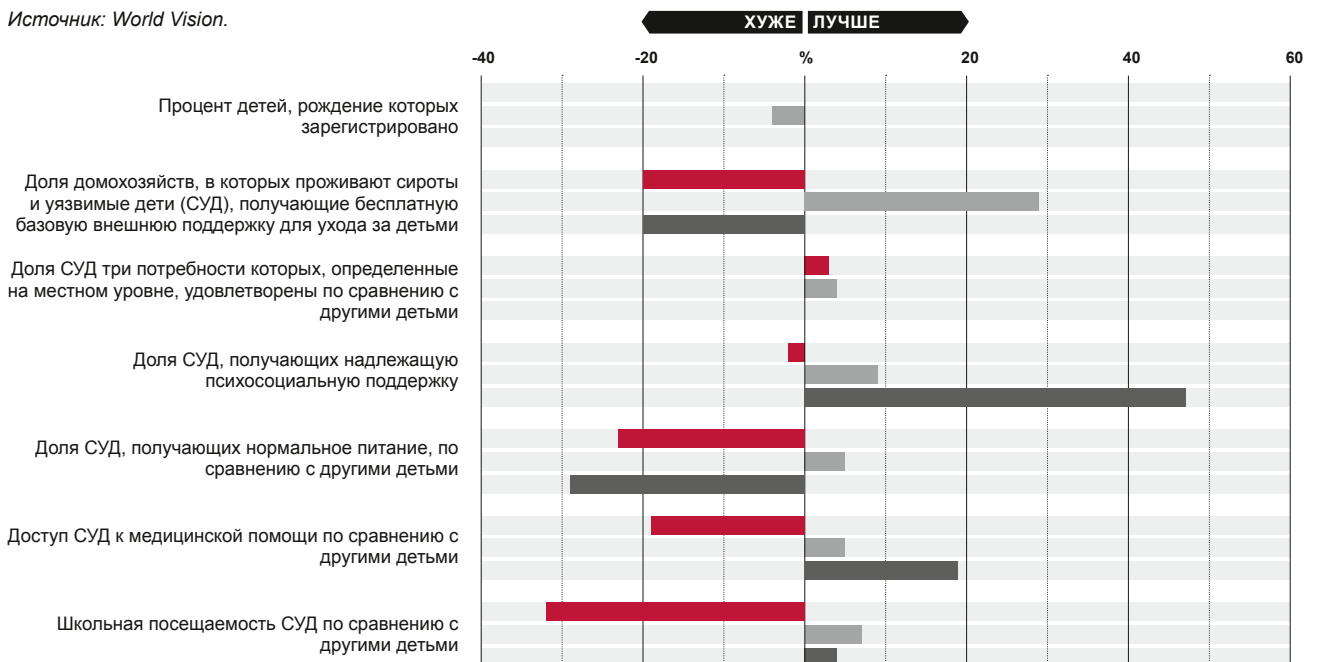 Источник: World Vision.
ХУЖЕ ЛУЧШЕ
-40 -20 % 20 40 60
Процент детей, рождение которых
зарегистрировано
Доля домохозяйств, в которых проживают сироты
и уязвимые дети (СУД), получающие бесплатную
базовую внешнюю поддержку для ухода за детьми
Доля СУД три потребности которых, определенные
на местном уровне, удовлетворены по сравнению с
другими детьми
Доля СУД, получающих надлежащую
психосоциальную поддержку
Доля СУД, получающих нормальное питание, по
сравнению с другими детьми
Доступ СУД к медицинской помощи по сравнению с
другими детьми
Школьная посещаемость СУД по сравнению с
другими детьми